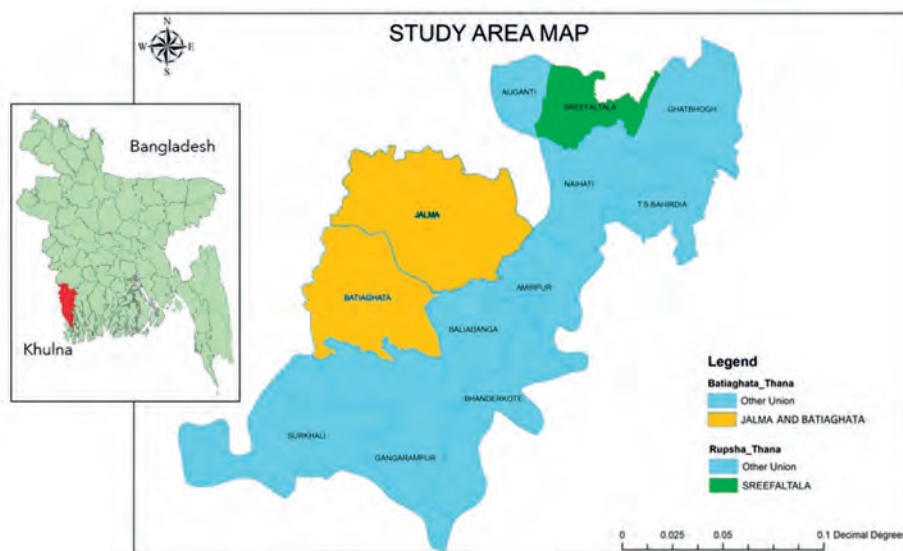 STUDY AREA MAP
N
W E
S
Bangladesh
Khulna
AUGANTI
SREEFALTALA
GHATBHOGH
NAIHATI
T.S.BAHIRDIA
JALMA
BATIAGHATA
AMIRPUR
BALIADANGA
BHANDERKOTE
SURKHALI
GANGARAMPUR
Legend
Batiaghata_Thana
Other Union
JALMA AND BATIAGHATA
Rupsha_Thana
Other Union
SREEFALTALA
0 0.025 0.05 0.1 Decimal Degrees